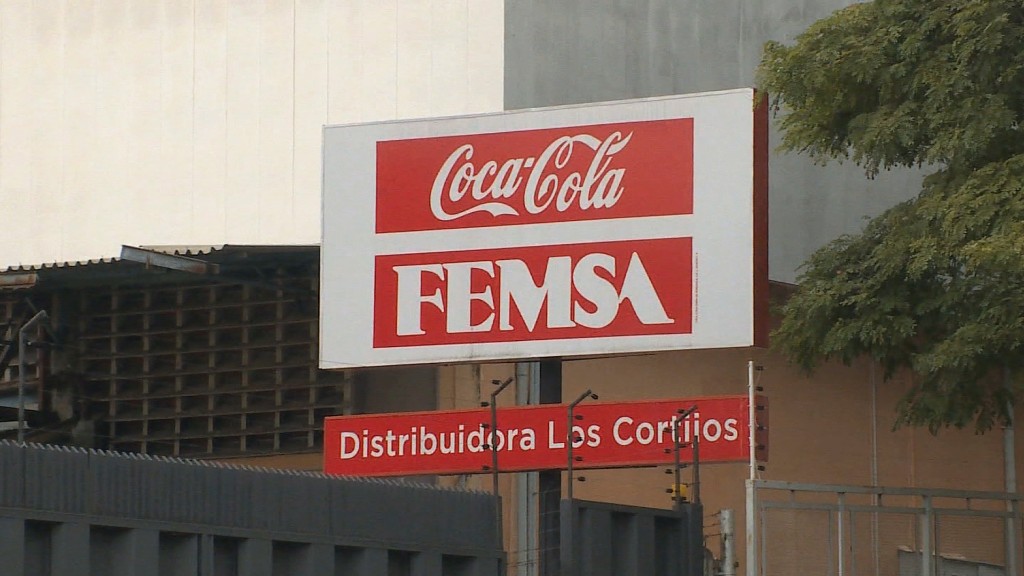 Coca-Cola
FEMSA
Distribuidora Los Cortijos